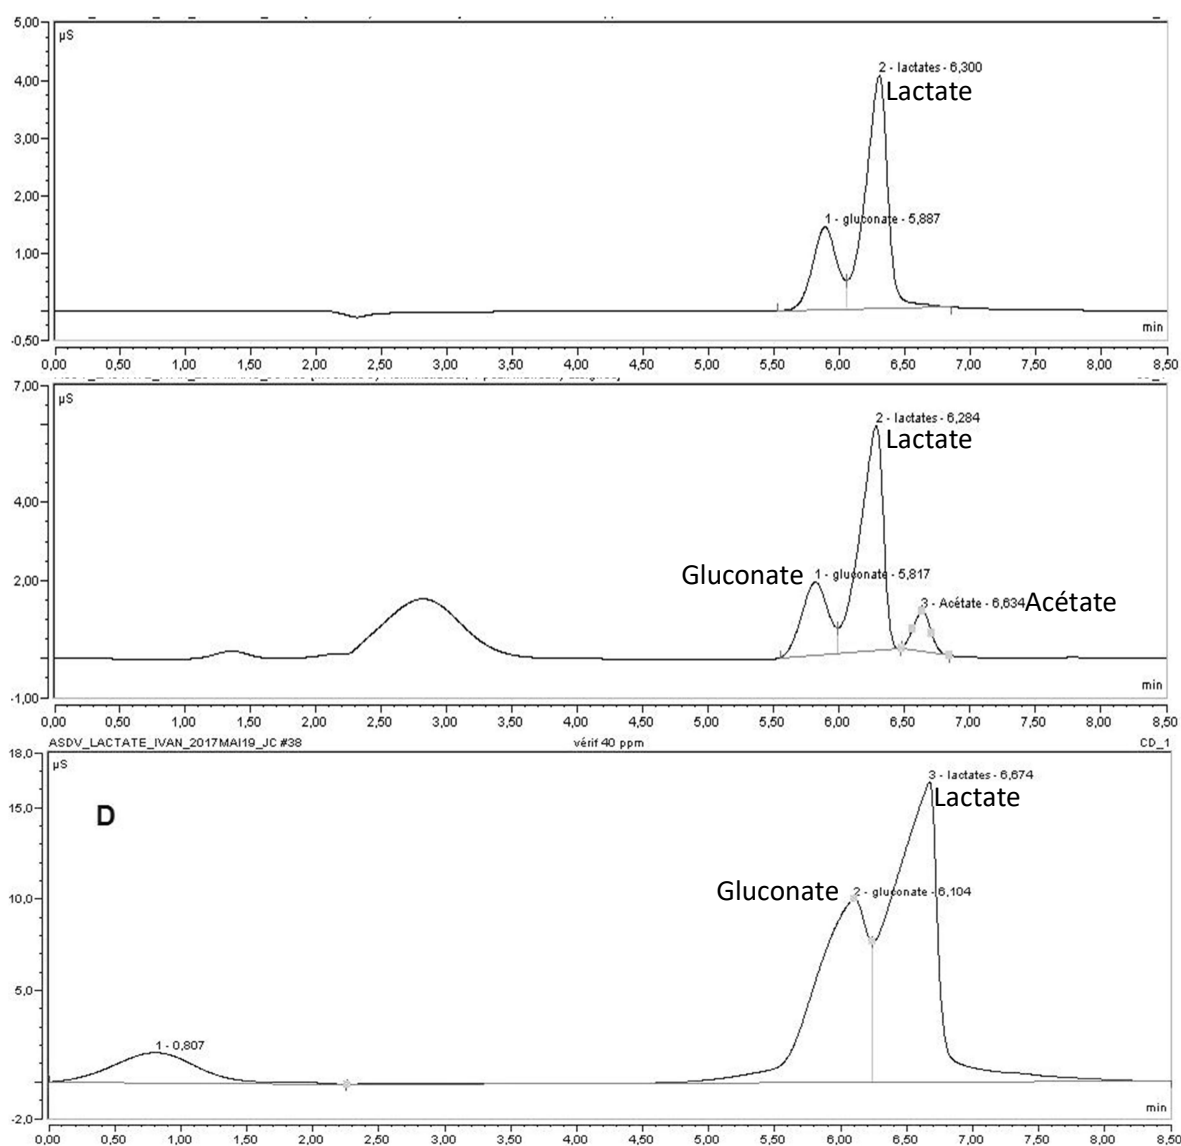 5,00
µS
2 - lactates - 6,300
Lactate
4,00
3,00
2,00
1 - gluconate - 5,887
1,00
-0,50
min
0,00 0,50 1,00 1,50 2,00 2,50 3,00 3,50 4,00 4,50 5,00 5,50 6,00 6,50 7,00 7,50 8,00 8,50
7,00
µS
2 - lactates - 6,284
Lactate
4,00
Gluconate 1 - gluconate - 5,817
2,00
3 - Acétate - 6,634 Acétate
-1,00
min
0,00 0,50 1,00 1,50 2,00 2,50 3,00 3,50 4,00 4,50 5,00 5,50 6,00 6,50 7,00 7,50 8,00 8,50
ASDV_LACTATE_IVAN_2017MAI19_JC #38 vérif 40 ppm CD_1
18,0
µS
3 - lactates - 6,674
Lactate
15,0
D
Gluconate 2 - gluconate - 6,104
10,0
5,0
1 - 0,807
-2,0
min
0,00 0,50 1,00 1,50 2,00 2,50 3,00 3,50 4,00 4,50 5,00 5,50 6,00 6,50 7,00 7,50 8,00 8,50